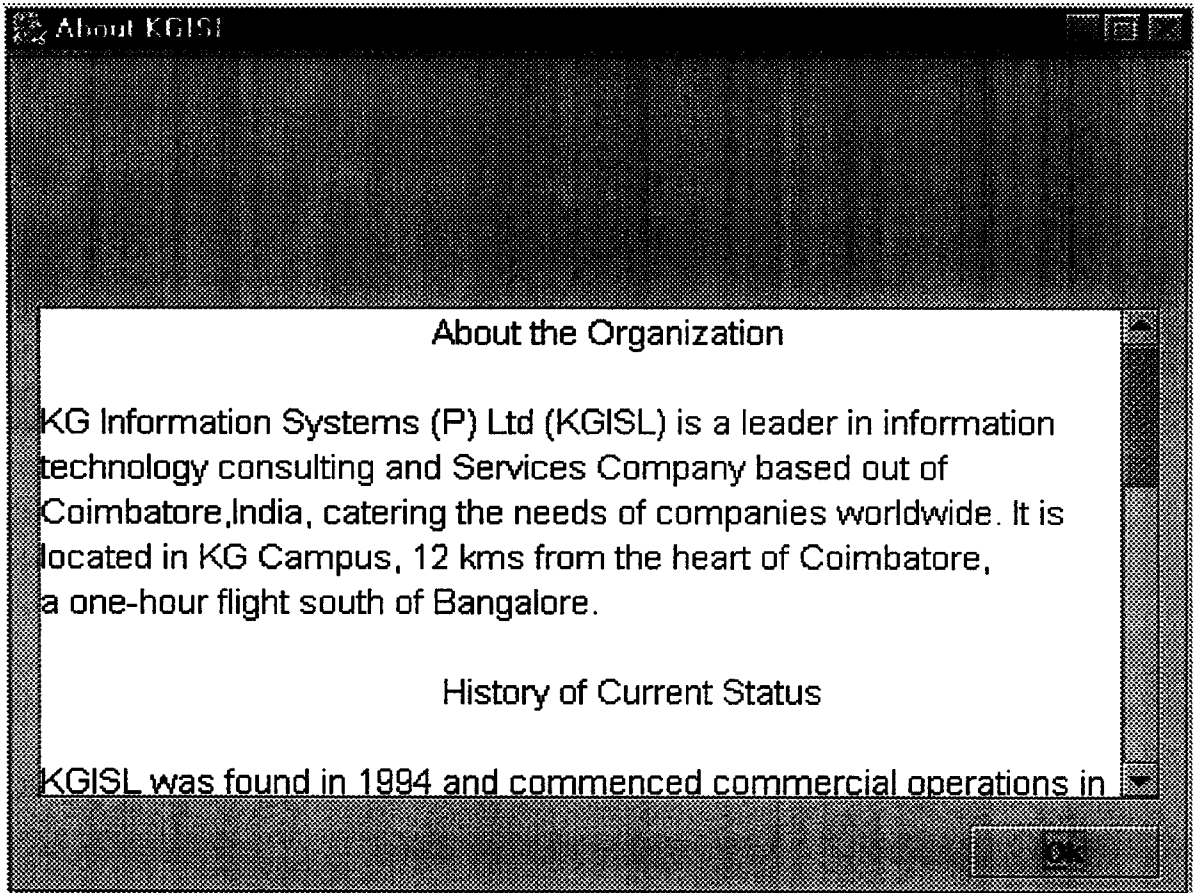 About KGISL
About the Organization
KG Information Systems (P) Ltd (KGISL) is a leader in information
technology consulting and Services Company based out of
Coimbatore,India, catering the needs of companies worldwide. It is
located in KG Campus, 12 kms from the heart of Coimbatore,
a one-hour flight south of Bangalore.
History of Current Status
KGISL was found in 1994 and commenced commercial operations in
Ok